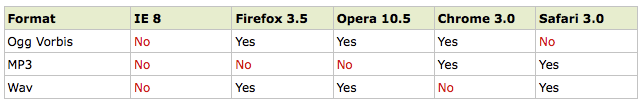 Format IE 8 Firefox 3.5 Opera 10.5 Chrome 3.0 Safari 3.0
Ogg Vorbis No Yes Yes Yes No
MP3 No No No Yes Yes
Wav No Yes Yes No Yes